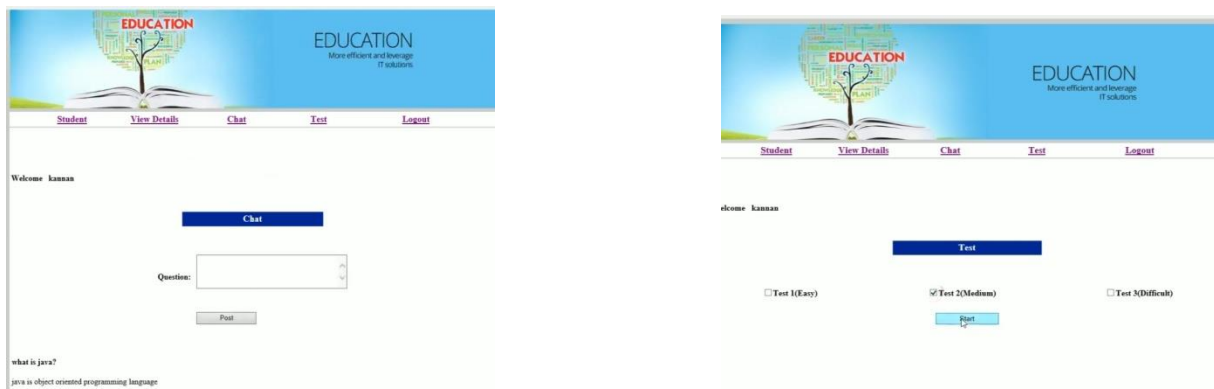 EDUCATION
PLAN
EDUCATION
More efficient and leverage
IT solutions
Student View Details Chat Test Logout
Welcome kannan
Chat
Question:
Post
what is java?
java is object oriented programming language
EDUCATION
PLAN
EDUCATION
More efficient and leverage
IT solutions
Student View Details Chat Test Logout
elcome kannan
Test
Test 1(Easy) Test 2(Medium) Test 3(Difficult)
Start